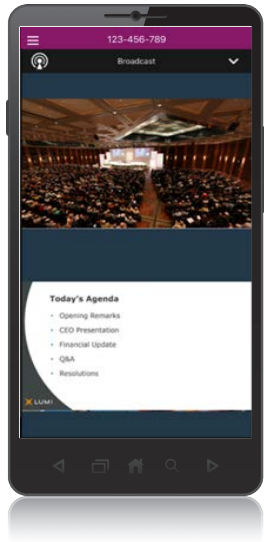 123-456-789
Broadcast
Today's Agenda
• Opening Remarks
• CEO Presentation
• Financial Update
• Q&A
• Resolutions
LUMI